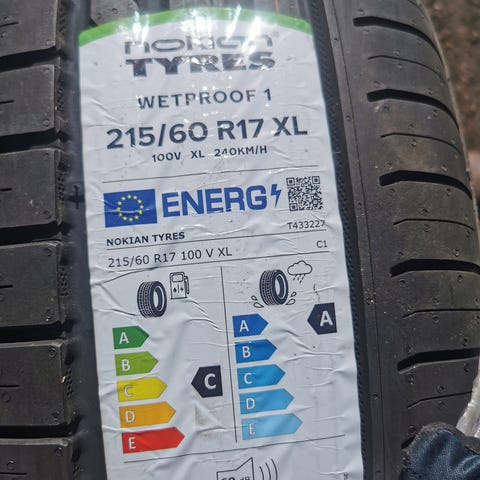 nokian
TYRES
WETPROOF 1
215/60 R17 XL
100V XL 240KM/H
ENERG
T433227
NOKIAN TYRES
C1
215/60 R17 100 V XL
A
B
C
D
E
C
A
B
C
D
E
A
dB